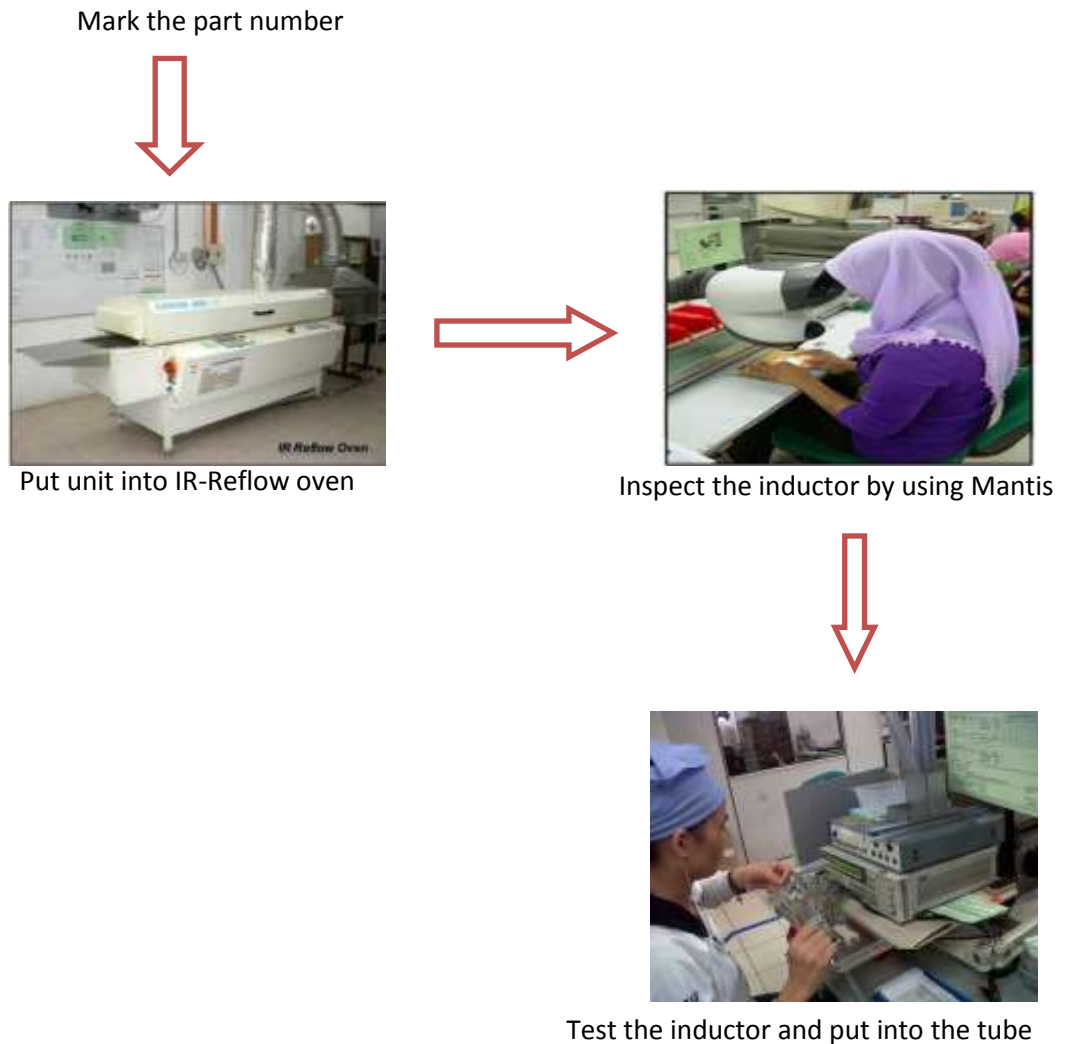 Mark the part number
IR Reflow Oven
Put unit into IR-Reflow oven
Inspect the inductor by using Mantis
Test the inductor and put into the tube